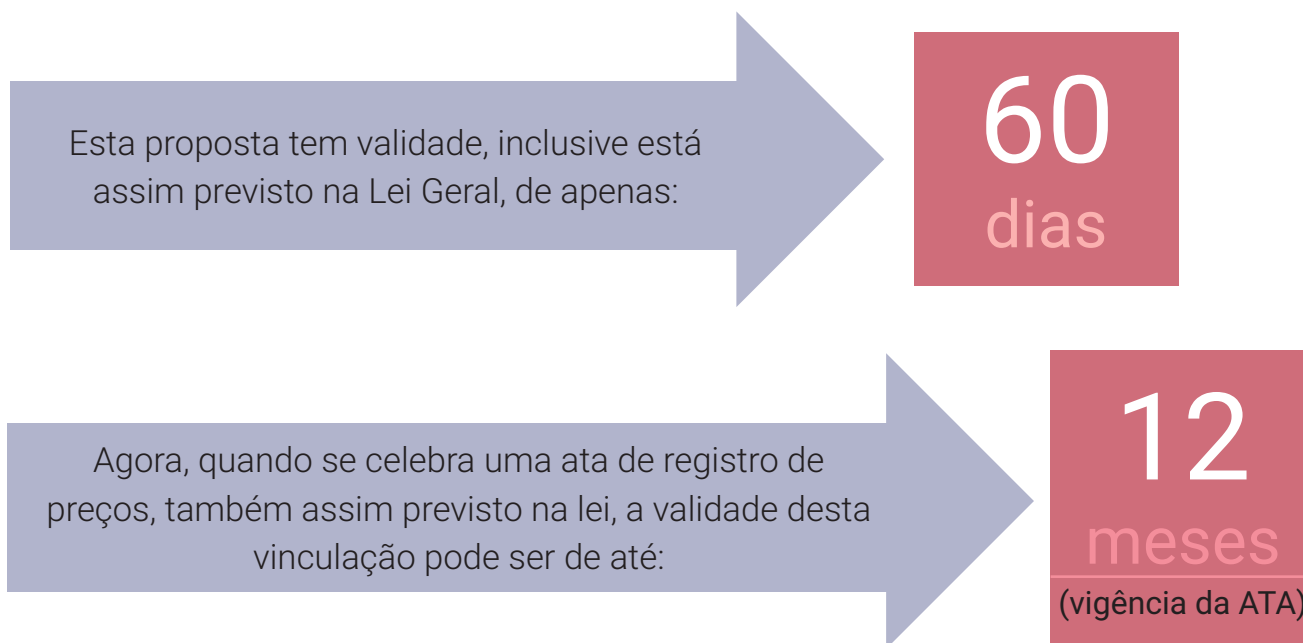 Esta proposta tem validade, inclusive está
assim previsto na Lei Geral, de apenas:
60
dias
Agora, quando se celebra uma ata de registro de
preços, também assim previsto na lei, a validade desta
vinculação pode ser de até:
12
meses
(vigência da ATA)